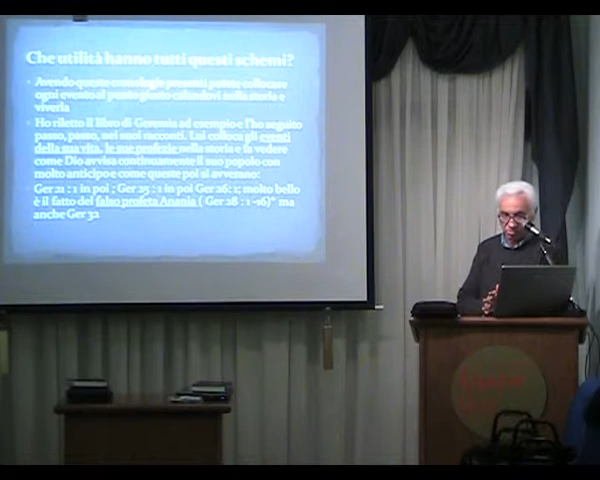 Che utilità hanno tutti questi schemi?
Avendo queste cronologie presenti potete collocare
ogni evento al punto giusto calandovi nella storia e
viverla
Ho riletto il libro di Geremia ad esempio e l'ho seguito
passo, passo, nei suoi racconti. Lui colloca gli eventi
della sua vita, le sue profezie nella storia e fa vedere
come Dio avvisa continuamente il suo popolo con
molto anticipo e come queste poi si avverano:
Ger 21 : 1 in poi ; Ger 25 : 1 in poi Ger 26: 1; molto bello
è il fatto del falso profeta Anania ( Ger 28 : 1 -16)" ma
anche Ger 32